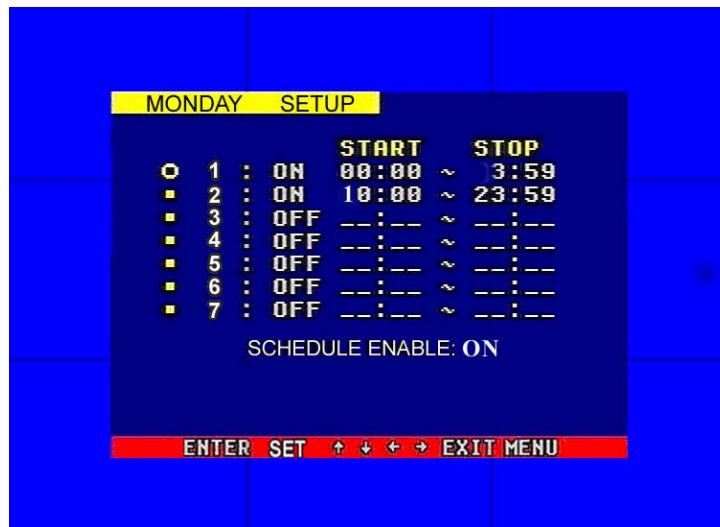 MONDAY SETUP
START STOP
1 : ON 00:00 ~ 3:59
2 : ON 10:00 ~ 23:59
3 : OFF __:__ ~ __:__
4 : OFF __:__ ~ __:__
5 : OFF __:__ ~ __:__
6 : OFF __:__ ~ __:__
7 : OFF __:__ ~ __:__
SCHEDULE ENABLE: ON
ENTER SET ↑ ↓ ← → EXIT MENU